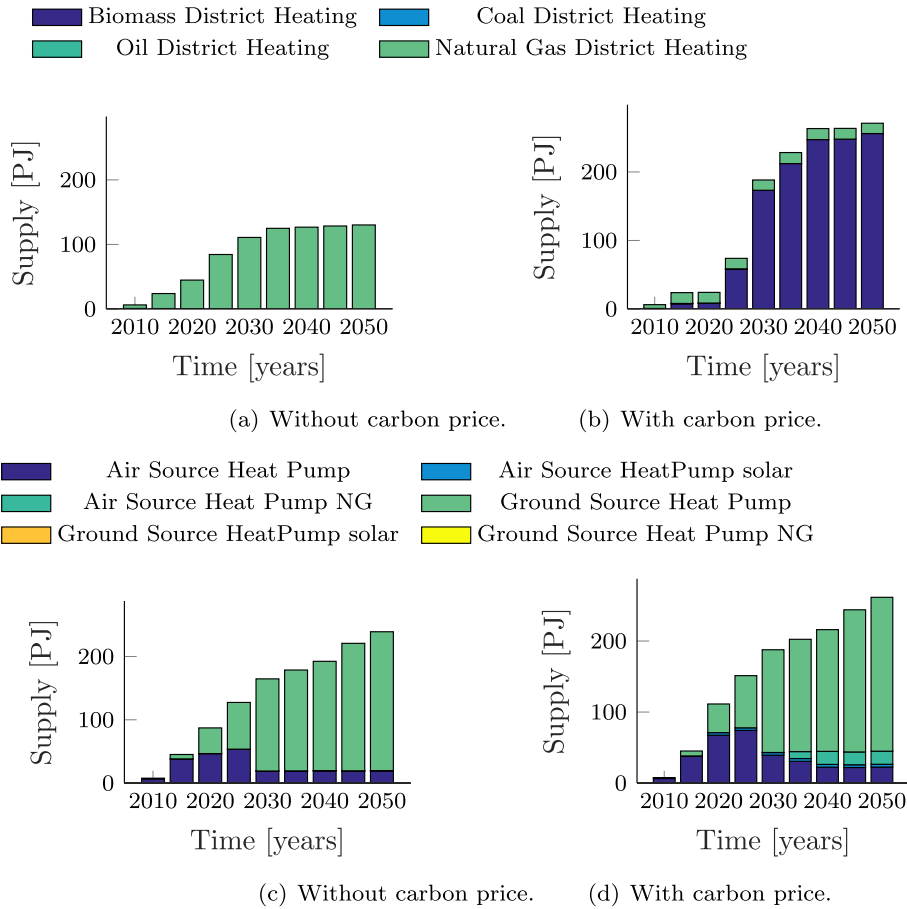 Biomass District Heating Coal District Heating
Oil District Heating Natural Gas District Heating
Supply [PJ]
200
100
0
2010 2020 2030 2040 2050
Time [years]
(a) Without carbon price.
Supply [PJ]
200
100
0
2010 2020 2030 2040 2050
Time [years]
(b) With carbon price.
Air Source Heat Pump Air Source HeatPump solar
Air Source Heat Pump NG Ground Source Heat Pump
Ground Source HeatPump solar Ground Source Heat Pump NG
Supply [PJ]
200
100
0
2010 2020 2030 2040 2050
Time [years]
(c) Without carbon price.
Supply [PJ]
200
100
0
2010 2020 2030 2040 2050
Time [years]
(d) With carbon price.